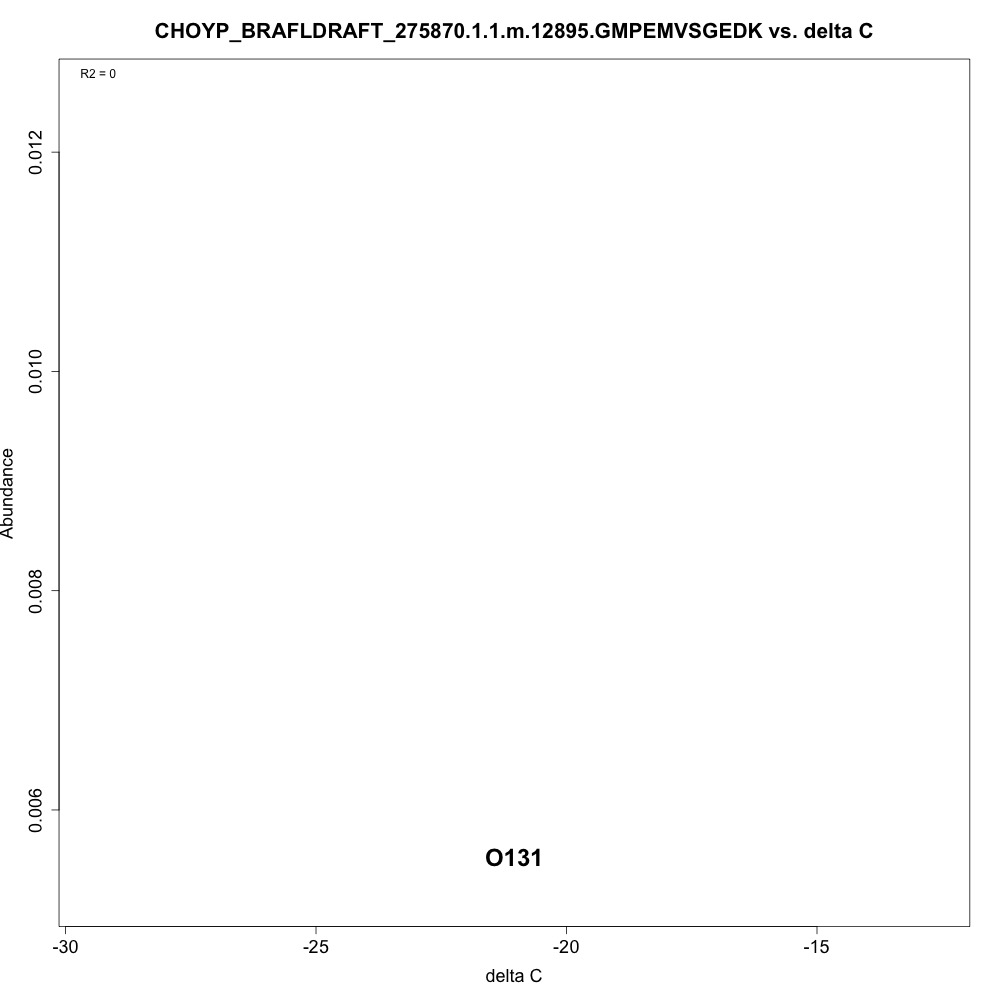 CHOYP_BRAFLDRAFT_275870.1.1.m.12895.GMPEMVSGEDK vs. delta C
R2 = 0
0.012
0.010
Abundance
0.008
0.006
O131
-30 -25 -20 -15
delta C